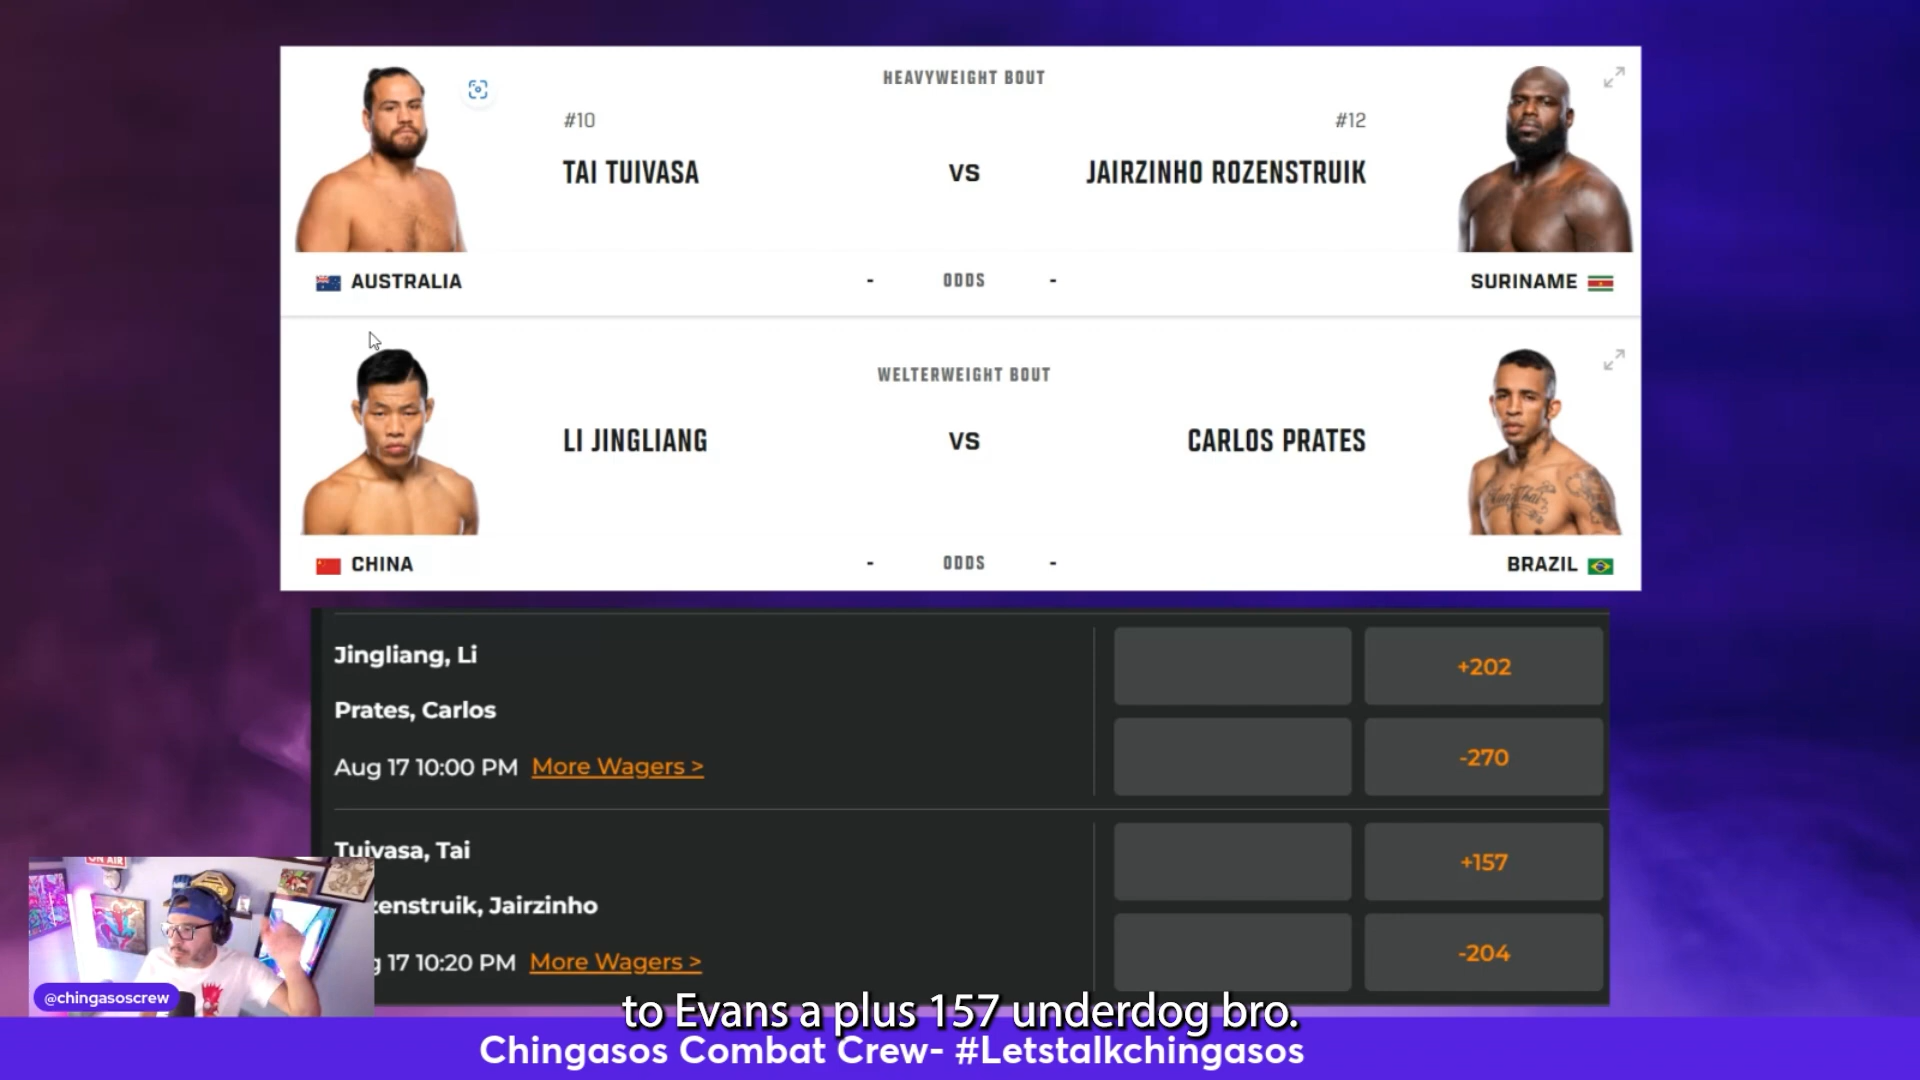 HEAVYWEIGHT BOUT
#10
#12
TAI TUIVASA
VS
JAIRZINHO ROZENSTRUIK
AUSTRALIA
- ODDS -
SURINAME
WELTERWEIGHT BOUT
LI JINGLIANG
VS
CARLOS PRATES
CHINA
- ODDS -
BRAZIL
Jingliang, Li
+202
Prates, Carlos
-270
Aug 17 10:00 PM More Wagers >
Tuivasa, Tai
+157
zenstruik, Jairzinho
-204
g 17 10:20 PM More Wagers >
ON AIR
@chingasoscrew
to Evans a plus 157 underdog bro.
Chingasos Combat Crew- #Letstalkchingasos